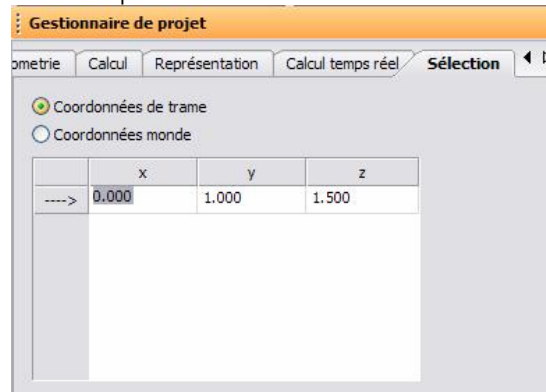 Gestionnaire de projet
ometrie Calcul Représentation Calcul temps réel Sélection
Coordonnées de trame
Coordonnées monde
x y z
----> 0.000 1.000 1.500